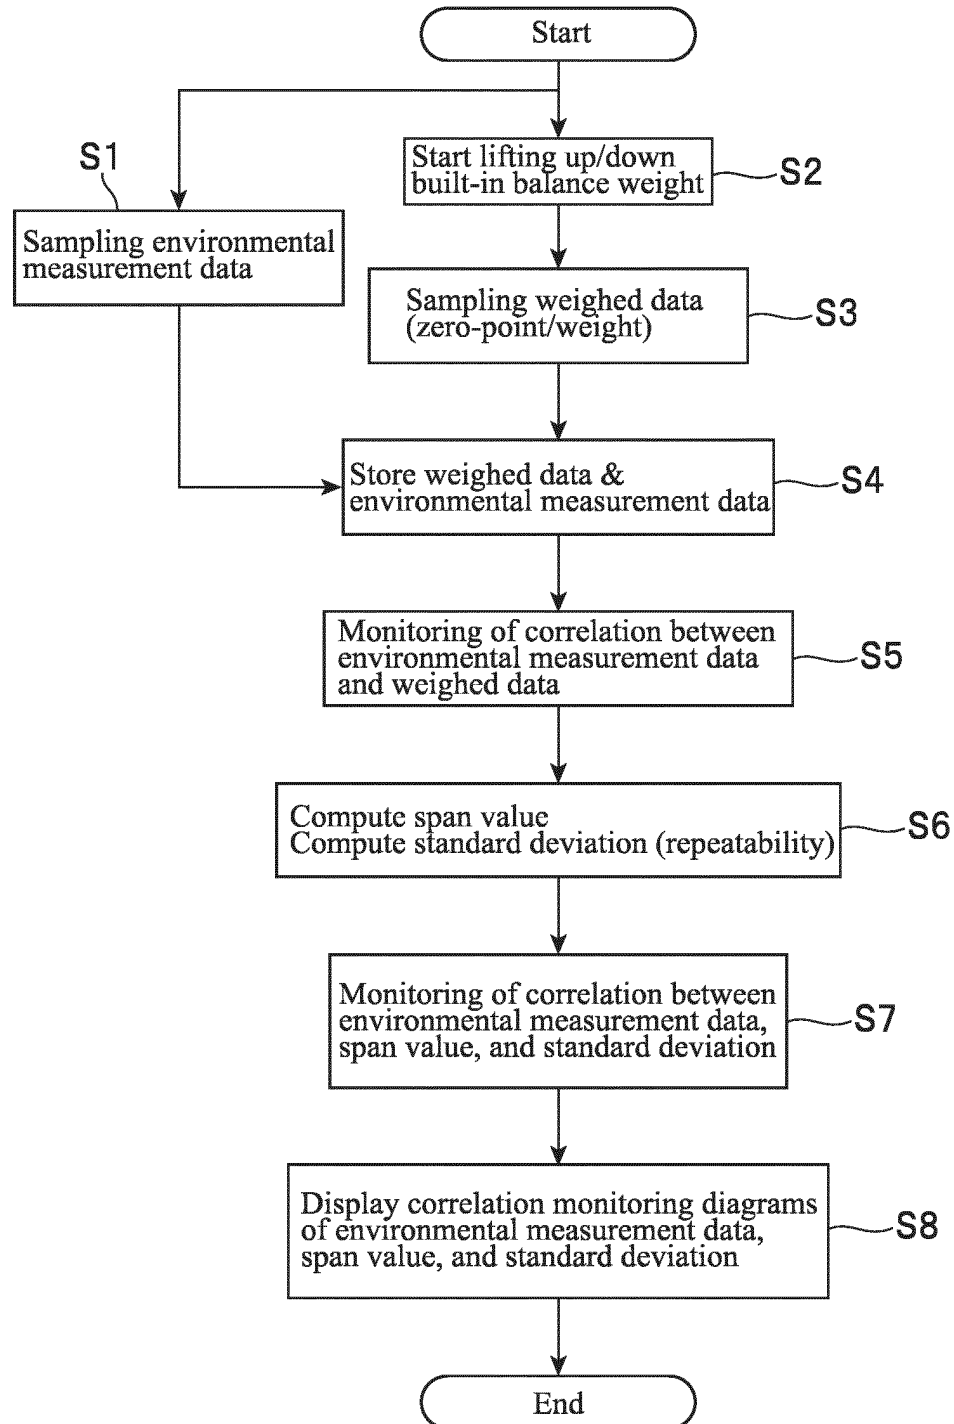 Start
S1
Start lifting up/down
built-in balance weight
S2
Sampling environmental
measurement data
Sampling weighed data
(zero-point/weight)
S3
Store weighed data &
environmental measurement data
S4
Monitoring of correlation between
environmental measurement data
and weighed data
S5
Compute span value
Compute standard deviation (repeatability)
S6
Monitoring of correlation between
environmental measurement data,
span value, and standard deviation
S7
Display correlation monitoring diagrams
of environmental measurement data,
span value, and standard deviation
S8
End